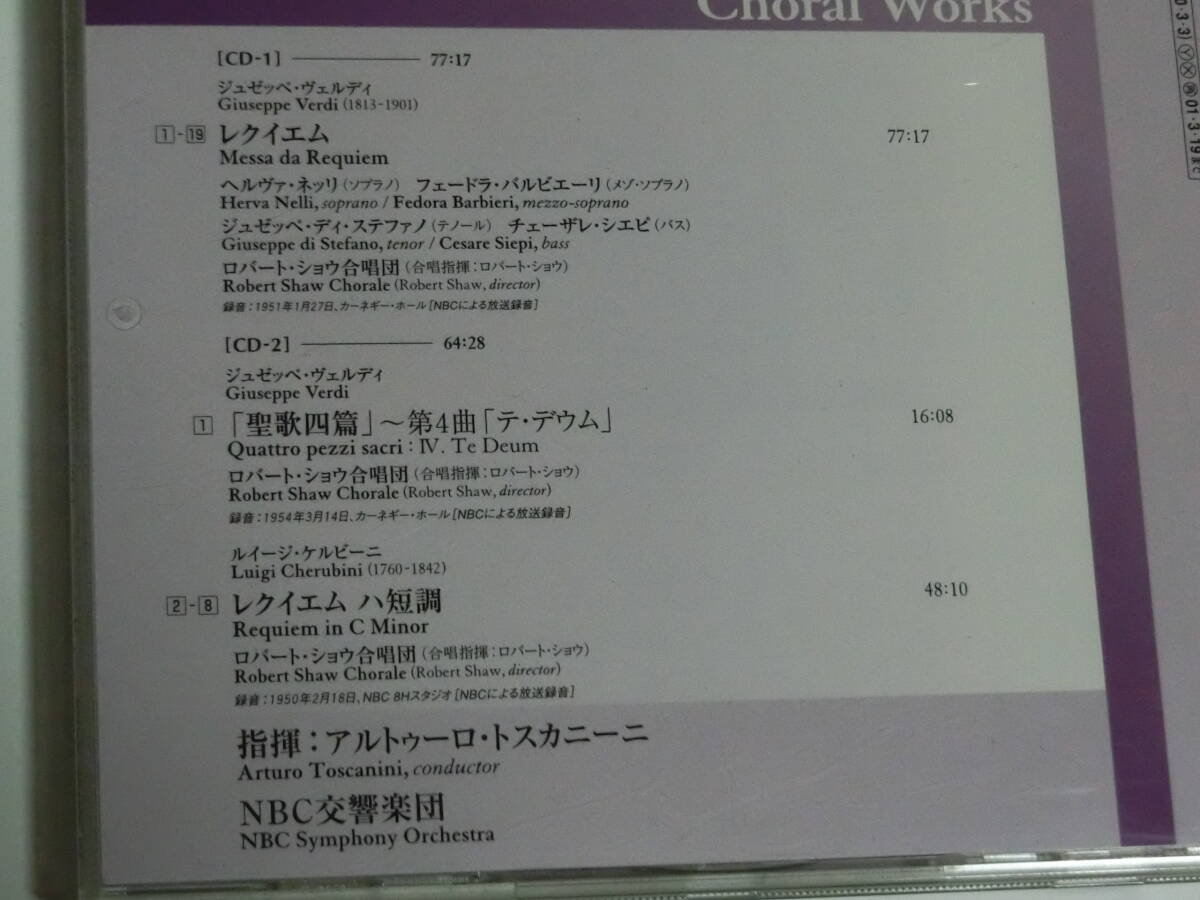 Choral Works
[CD-1] 77:17
ジュゼッペ・ヴェルディ
Giuseppe Verdi (1813-1901)
1-19 レクイエム 77:17
Messa da Requiem
ヘルヴァ・ネッリ(ソプラノ) フェードラ・バルビエーリ(メゾ・ソプラノ)
Herva Nelli, soprano / Fedora Barbieri, mezzo-soprano
ジュゼッペ・ディ・ステファノ(テノール) チェーザレ・シエピ(バス)
Giuseppe di Stefano, tenor / Cesare Siepi, bass
ロバート・ショウ合唱団(合唱指揮:ロバート・ショウ)
Robert Shaw Chorale (Robert Shaw, director)
録音:1951年1月27日、カーネギー・ホール[NBCによる放送録音]
[CD-2] 64:28
ジュゼッペ・ヴェルディ
Giuseppe Verdi
1 「聖歌四篇」~第4曲「テ・デウム」 16:08
Quattro pezzi sacri : IV. Te Deum
ロバート・ショウ合唱団(合唱指揮:ロバート・ショウ)
Robert Shaw Chorale (Robert Shaw, director)
録音:1954年3月14日、カーネギー・ホール[NBCによる放送録音]
ルイージ・ケルビーニ
Luigi Cherubini (1760-1842)
2-8 レクイエム ハ短調 48:10
Requiem in C Minor
ロバート・ショウ合唱団(合唱指揮:ロバート・ショウ)
Robert Shaw Chorale (Robert Shaw, director)
録音:1950年2月18日、NBC 8Hスタジオ[NBCによる放送録音]
指揮:アルトゥーロ・トスカニーニ
Arturo Toscanini, conductor
NBC交響楽団
NBC Symphony Orchestra
0・3・3) Ⓨ 01・3・19まで